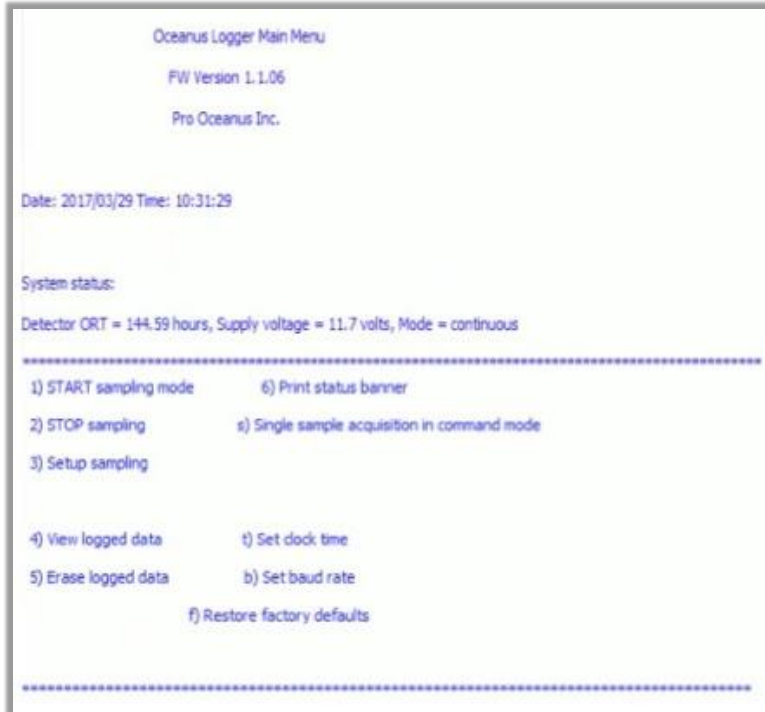 Oceanus Logger Main Menu
FW Version 1.1.06
Pro Oceanus Inc.
Date: 2017/03/29 Time: 10:31:29
System status:
Detector ORT = 144.59 hours, Supply voltage = 11.7 volts, Mode = continuous
1) START sampling mode 6) Print status banner
2) STOP sampling s) Single sample acquisition in command mode
3) Setup sampling
4) View logged data t) Set clock time
5) Erase logged data b) Set baud rate
f) Restore factory defaults